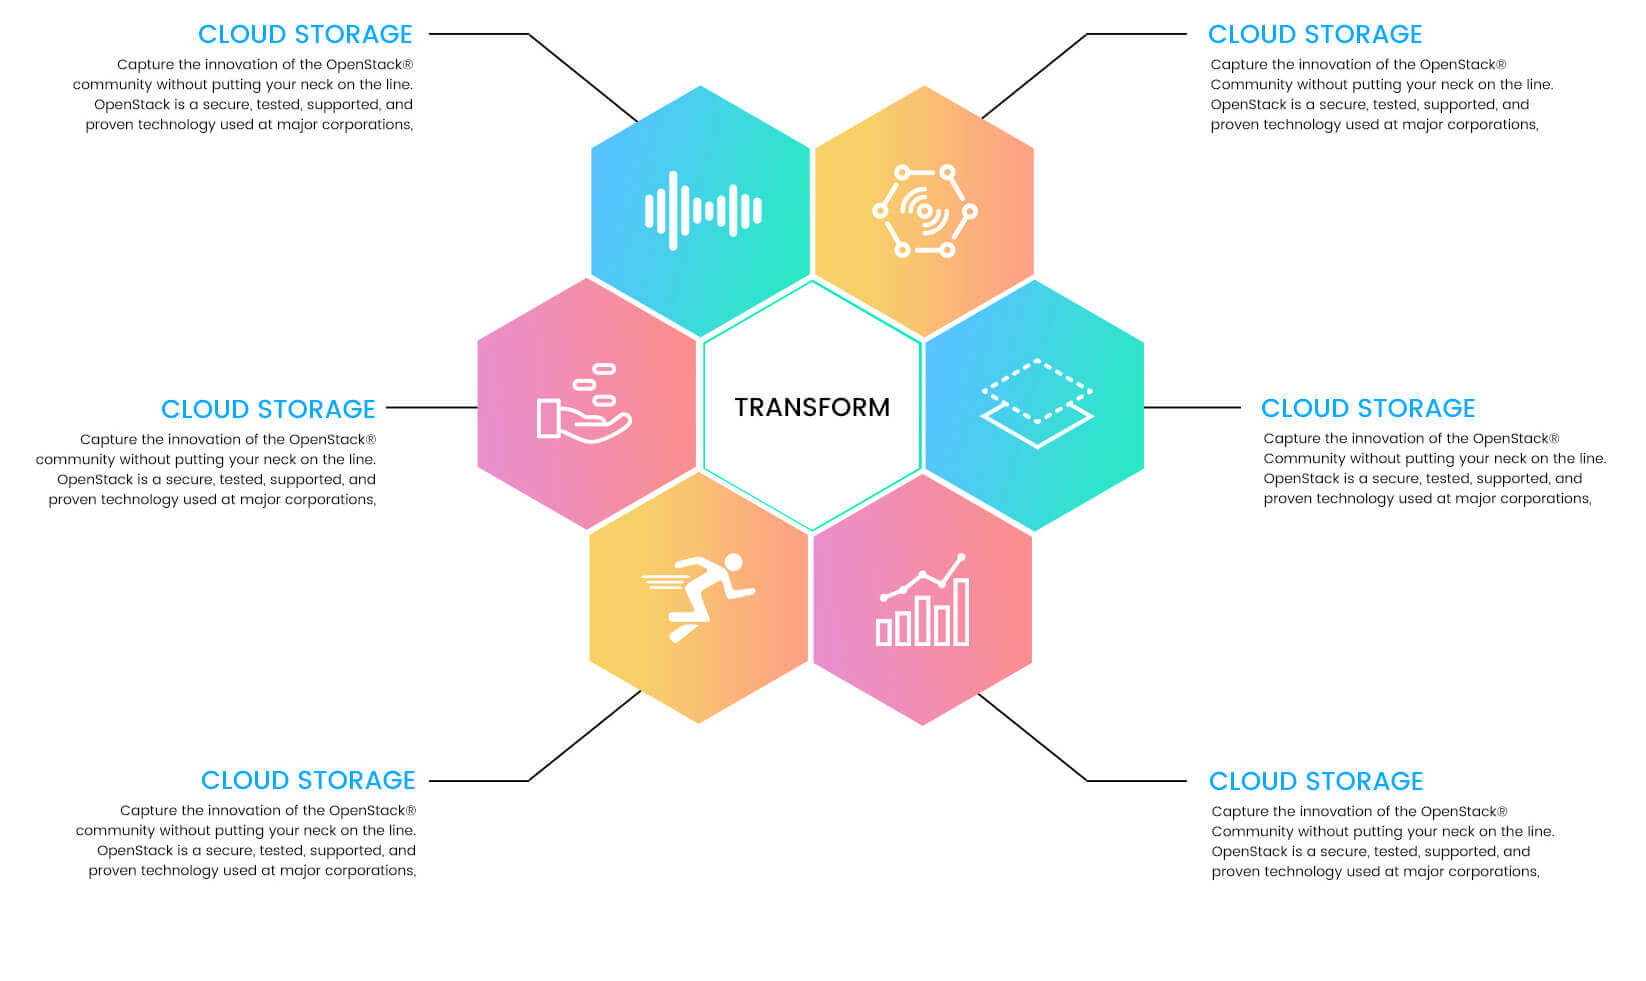 CLOUD STORAGE
Capture the innovation of the OpenStack®
community without putting your neck on the line.
OpenStack is a secure, tested, supported, and
proven technology used at major corporations,
CLOUD STORAGE
Capture the innovation of the OpenStack®
Community without putting your neck on the line.
OpenStack is a secure, tested, supported, and
proven technology used at major corporations,
CLOUD STORAGE
Capture the innovation of the OpenStack®
community without putting your neck on the line.
OpenStack is a secure, tested, supported, and
proven technology used at major corporations,
TRANSFORM
CLOUD STORAGE
Capture the innovation of the OpenStack®
Community without putting your neck on the line.
OpenStack is a secure, tested, supported, and
proven technology used at major corporations,
CLOUD STORAGE
Capture the innovation of the OpenStack®
community without putting your neck on the line.
OpenStack is a secure, tested, supported, and
proven technology used at major corporations,
CLOUD STORAGE
Capture the innovation of the OpenStack®
Community without putting your neck on the line.
OpenStack is a secure, tested, supported, and
proven technology used at major corporations,